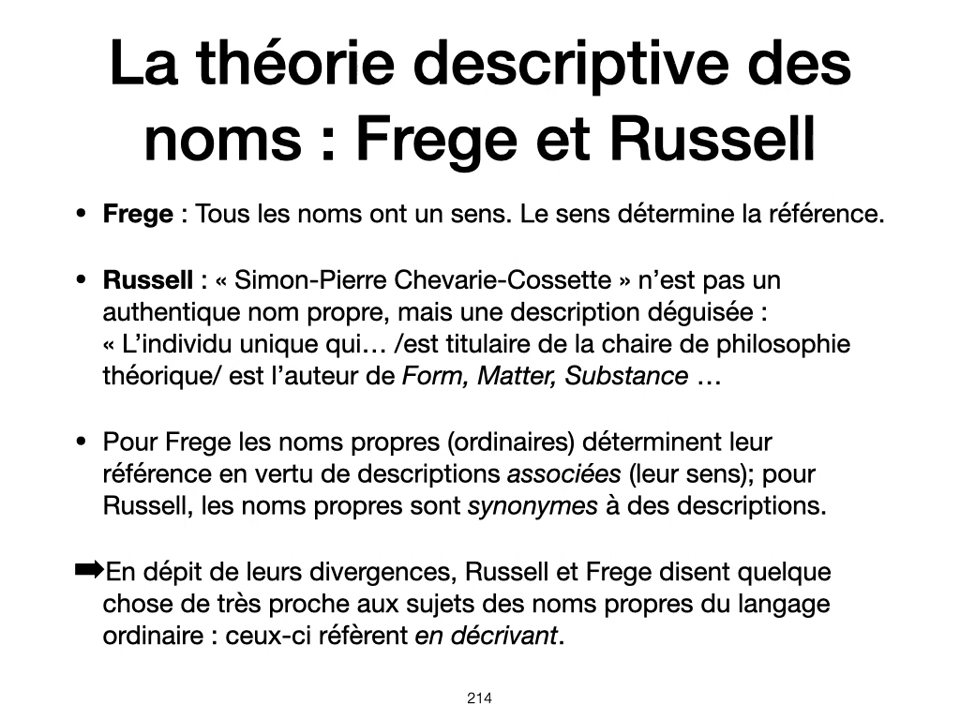 La théorie descriptive des
noms : Frege et Russell
• Frege : Tous les noms ont un sens. Le sens détermine la référence.
• Russell : « Simon-Pierre Chevarie-Cossette » n’est pas un
authentique nom propre, mais une description déguisée :
« L’individu unique qui… /est titulaire de la chaire de philosophie
théorique/ est l’auteur de Form, Matter, Substance …
• Pour Frege les noms propres (ordinaires) déterminent leur
référence en vertu de descriptions associées (leur sens); pour
Russell, les noms propres sont synonymes à des descriptions.
➡En dépit de leurs divergences, Russell et Frege disent quelque
chose de très proche aux sujets des noms propres du langage
ordinaire : ceux-ci réfèrent en décrivant.
214